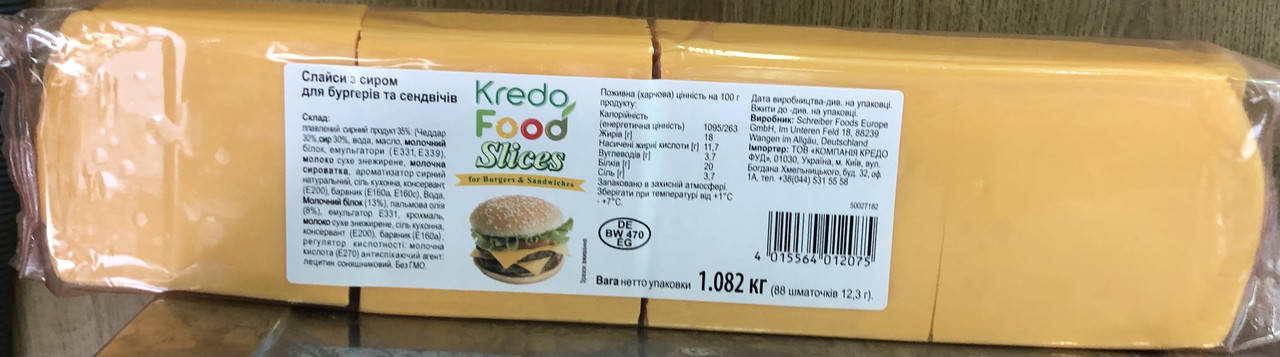 Слайси з сиром
для бургерів та сендвічів
Склад:
плавлений сирний продукт 35%: (Чеддар
30%,сир 30%, вода, масло, молочний
білок, емульгатори (Е331, Е339),
молоко сухе знежирене, молочна
сироватка, ароматизатор сирний
натуральний, сіль кухонна, консервант
(Е200), барвник (Е160а, Е160с), Вода,
Молочний білок (13%), пальмова олія
(8%), емульгатор Е331, крохмаль,
молоко сухе знежирене, сіль кухонна,
консервант (Е200), барвник (Е160а),
регулятор кислотності: молочна
кислота (Е270) антиспікаючий агент:
лецитин соняшниковий. Без ГМО.
Kredo
Food
Slices
for Burgers & Sandwiches
Зразок вживання
Поживна (харчова) цінність на 100 г
продукту:
Калорійність
(енергетична цінність) 1095/263
Жирів [г] 18
Насичені жирні кислоти [г] 11,7
Вуглеводів [г] 3,7
Білків [г] 20
Сіль [г] 3,7
Запаковано в захисній атмосфері.
Зберігати при температурі від +1°С
- +7°С.
DE
BW 470
EG
Дата виробництва-див. на упаковці.
Вжити до -див. на упаковці.
Виробник: Schreiber Foods Europe
GmbH, Im Unteren Feld 18, 88239
Wangen im Allgäu, Deutschland
Імпортер: ТОВ «КОМПАНІЯ КРЕДО
ФУД», 01030, Україна, м. Київ, вул.
Богдана Хмельницького, буд. 32, оф.
1А, тел. +38(044) 531 55 58
50027182
4 015564 012075
Вага нетто упаковки 1.082 кг (88 шматочків 12,3 г).